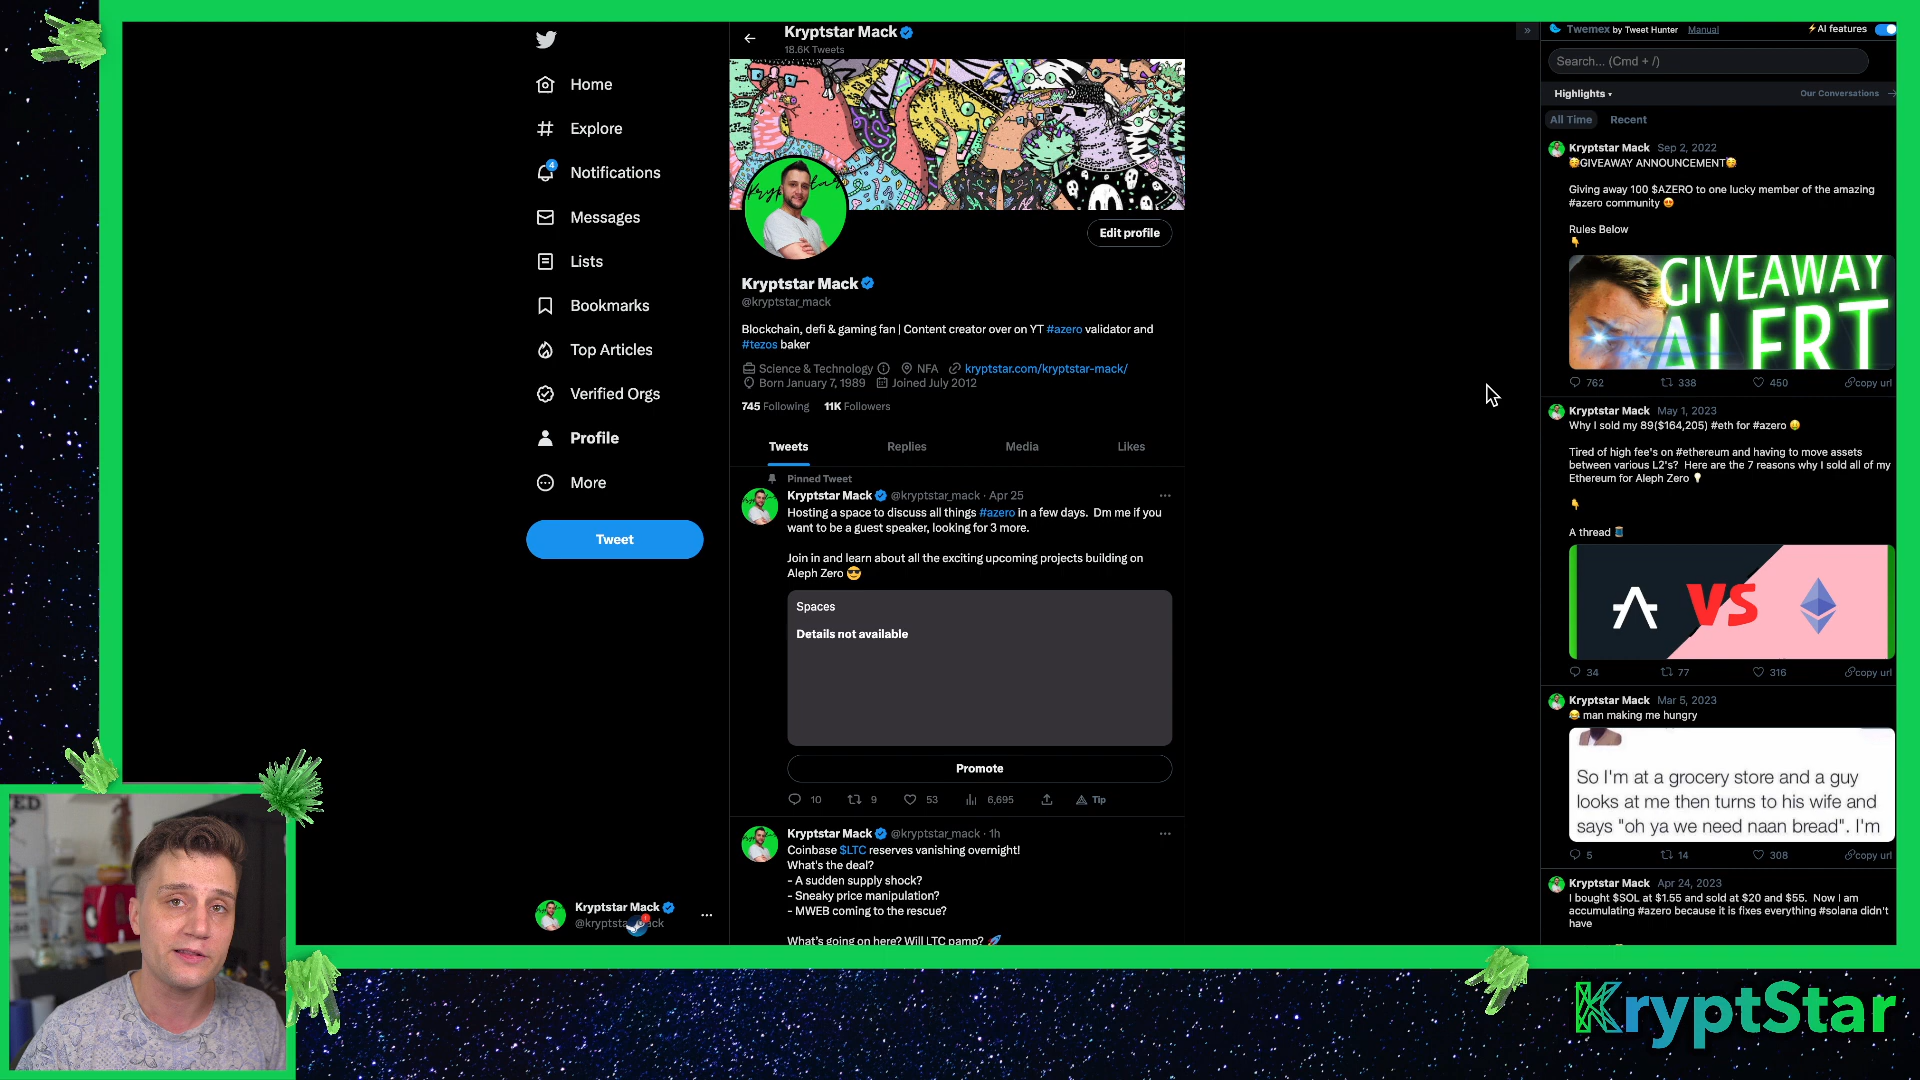 Home
Explore
4
Notifications
Messages
Lists
Bookmarks
Top Articles
Verified Orgs
Profile
More
Tweet
Kryptstar Mack
Kryptstar Mack
18.6K Tweets
Edit profile
Kryptstar Mack
@kryptstar_mack
Blockchain, defi & gaming fan | Content creator over on YT #azero validator and
#tezos baker
Science & Technology NFA kryptstar.com/kryptstar-mack/
Born January 7, 1989 Joined July 2012
745 Following 11K Followers
Tweets Replies Media Likes
Pinned Tweet
Kryptstar Mack @kryptstar_mack · Apr 25
Hosting a space to discuss all things #azero in a few days. Dm me if you
want to be a guest speaker, looking for 3 more.
Join in and learn about all the exciting upcoming projects building on
Aleph Zero 😎
Spaces
Details not available
Promote
10 9 53 6,695 Tip
Kryptstar Mack @kryptstar_mack · 1h
Coinbase $LTC reserves vanishing overnight!
What's the deal?
- A sudden supply shock?
- Sneaky price manipulation?
- MWEB coming to the rescue?
What's going on here? Will LTC pamp? 🚀
Twemex by Tweet Hunter Manual ⚡AI features
Search... (Cmd + /)
Highlights Our Conversations
All Time Recent
Kryptstar Mack Sep 2, 2022
🥳GIVEAWAY ANNOUNCEMENT🥳
Giving away 100 $AZERO to one lucky member of the amazing
#azero community 😍
Rules Below
👇
GIVEAWAY
ALERT
762 338 450 copy url
Kryptstar Mack May 1, 2023
Why I sold my 89($164,205) #eth for #azero 🤑
Tired of high fee's on #ethereum and having to move assets
between various L2's? Here are the 7 reasons why I sold all of my
Ethereum for Aleph Zero 💡
👇
A thread 🧵
VS
34 77 316 copy url
Kryptstar Mack Mar 5, 2023
😂 man making me hungry
So I'm at a grocery store and a guy
looks at me then turns to his wife and
says "oh ya we need naan bread". I'm
5 14 308 copy url
Kryptstar Mack Apr 24, 2023
I bought $SOL at $1.55 and sold at $20 and $55. Now I am
accumulating #azero because it is fixes everything #solana didn't
have
KryptStar